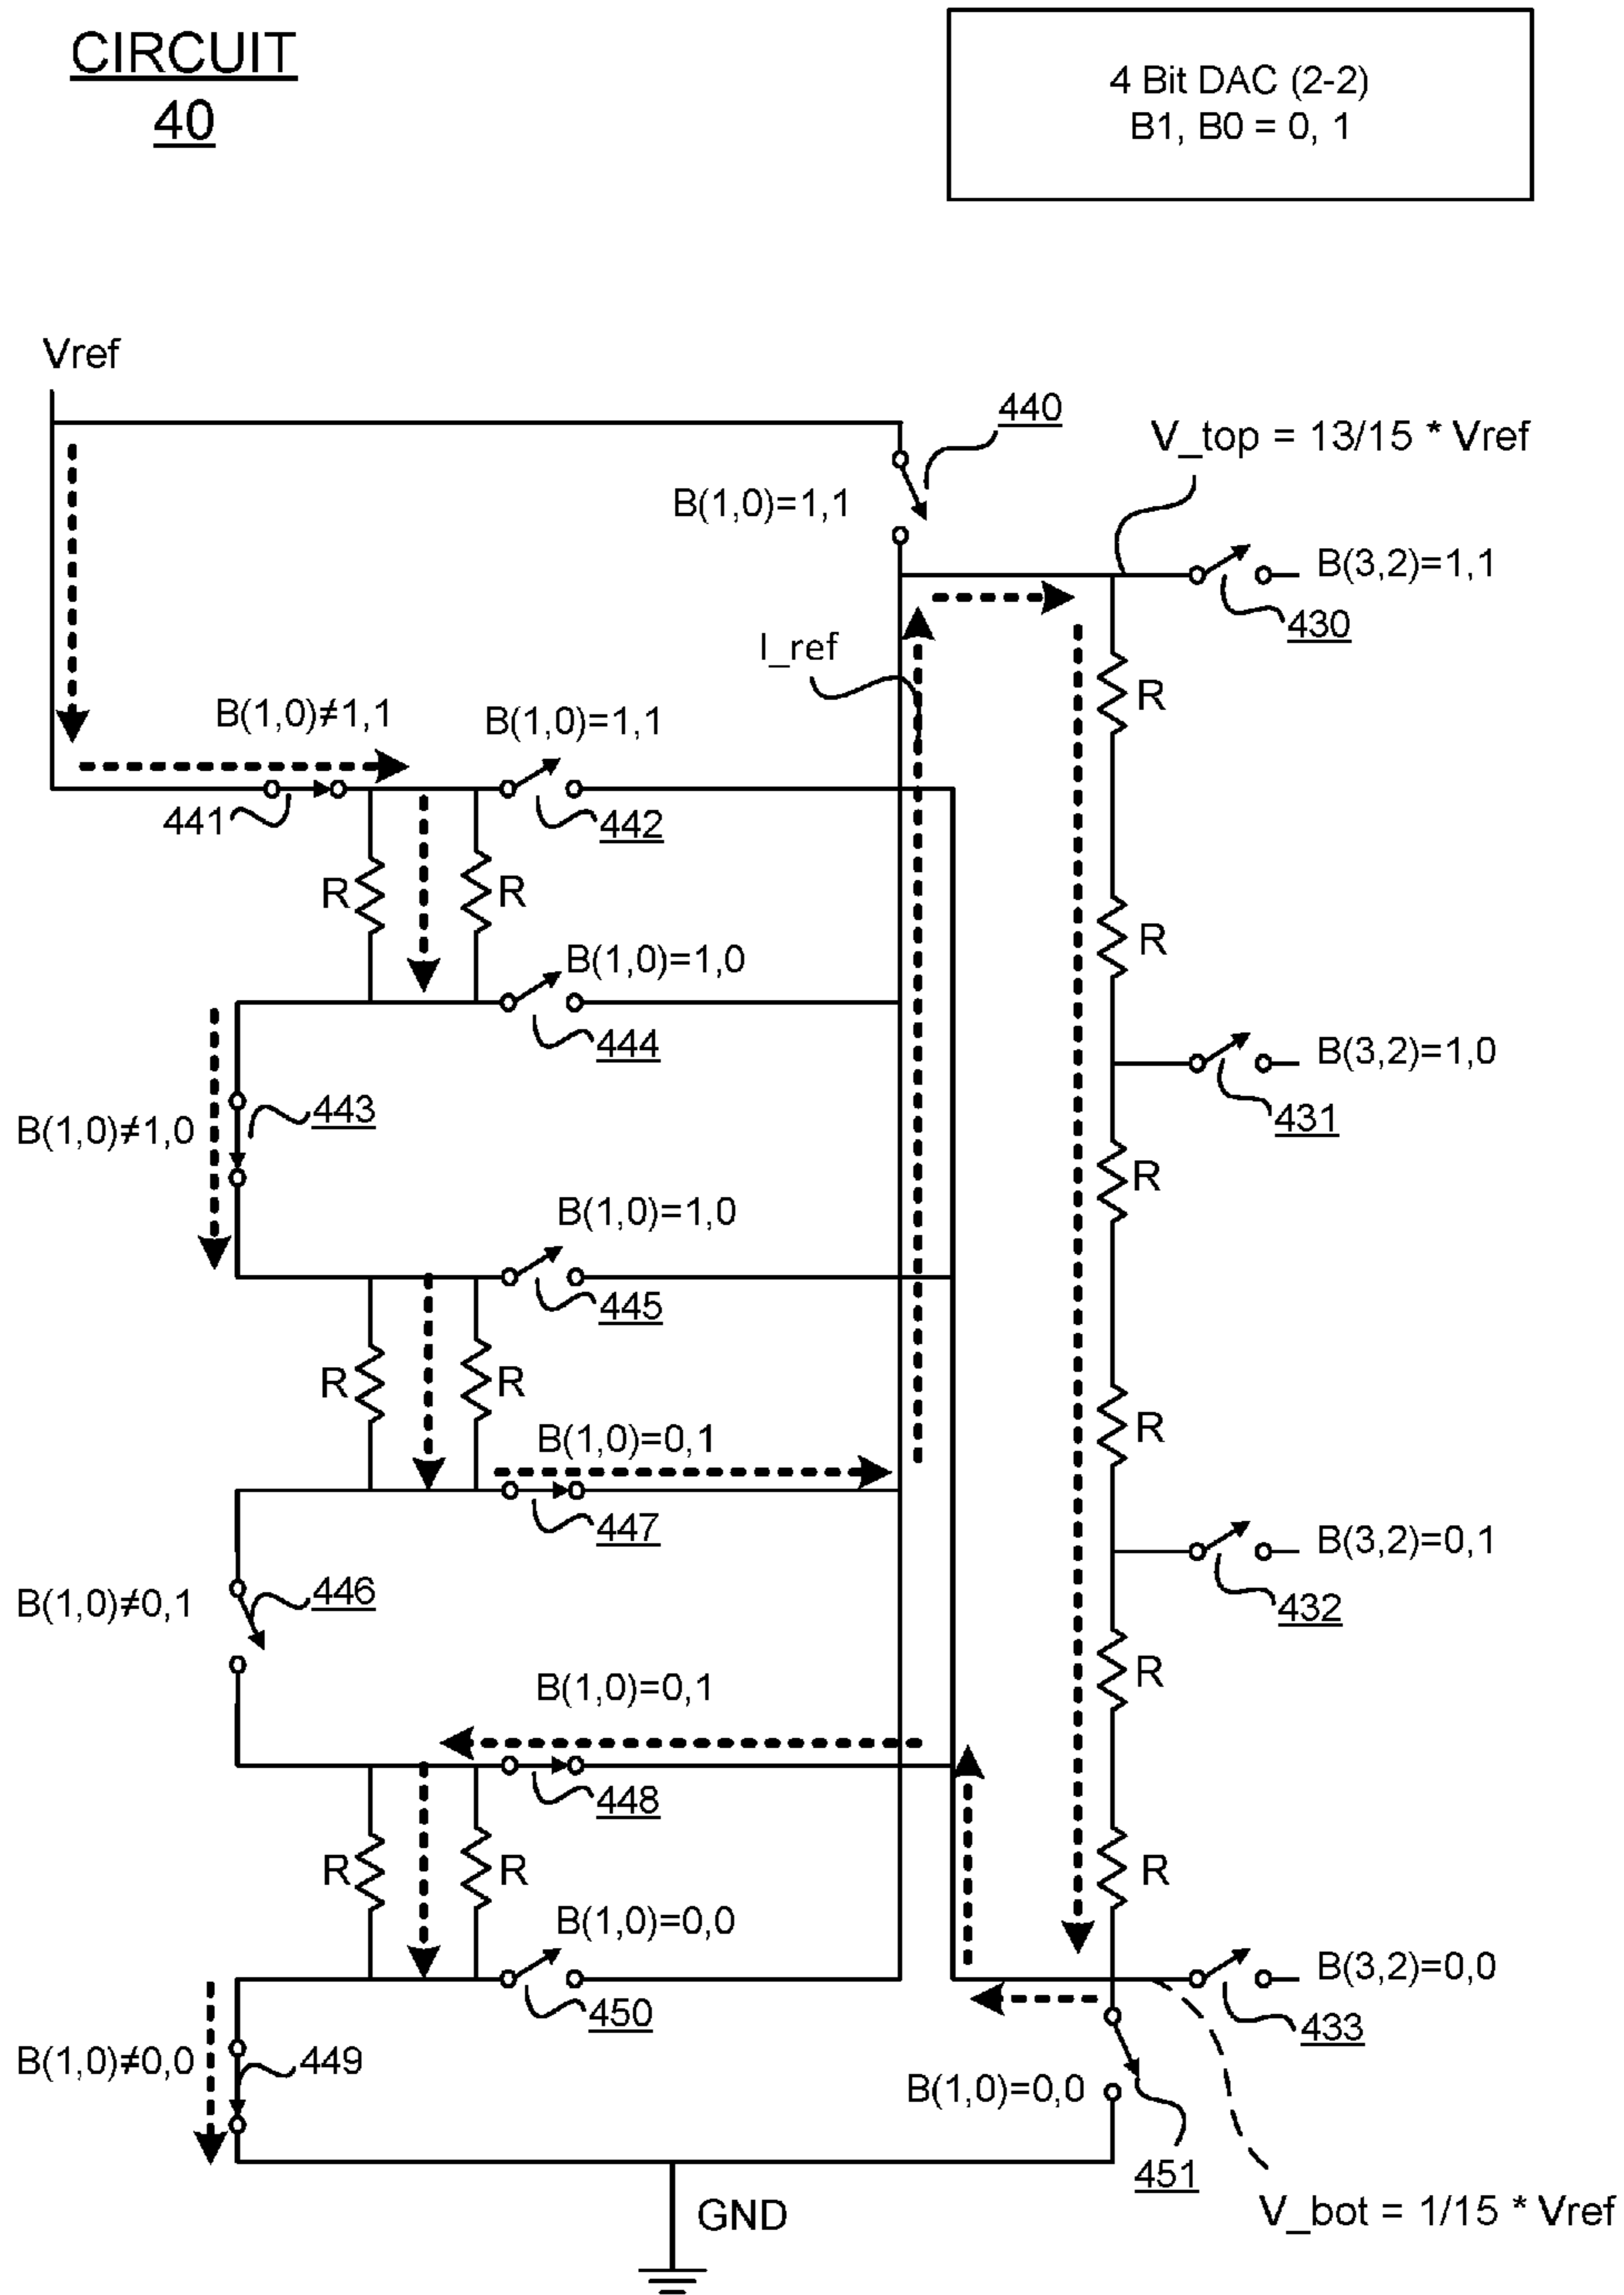 CIRCUIT
40
4 Bit DAC (2-2)
B1, B0 = 0, 1
Vref
440
V_top = 13/15 * Vref
B(1,0)=1,1
B(3,2)=1,1
430
I_ref
R
B(1,0)≠1,1
B(1,0)=1,1
441
442
R
R
R
B(1,0)=1,0
444
B(3,2)=1,0
431
443
B(1,0)≠1,0
R
B(1,0)=1,0
445
R
R
R
B(1,0)=0,1
447
B(3,2)=0,1
432
446
B(1,0)≠0,1
R
B(1,0)=0,1
448
R
R
R
B(1,0)=0,0
450
B(3,2)=0,0
433
B(1,0)≠0,0
449
B(1,0)=0,0
451
GND
V_bot = 1/15 * Vref